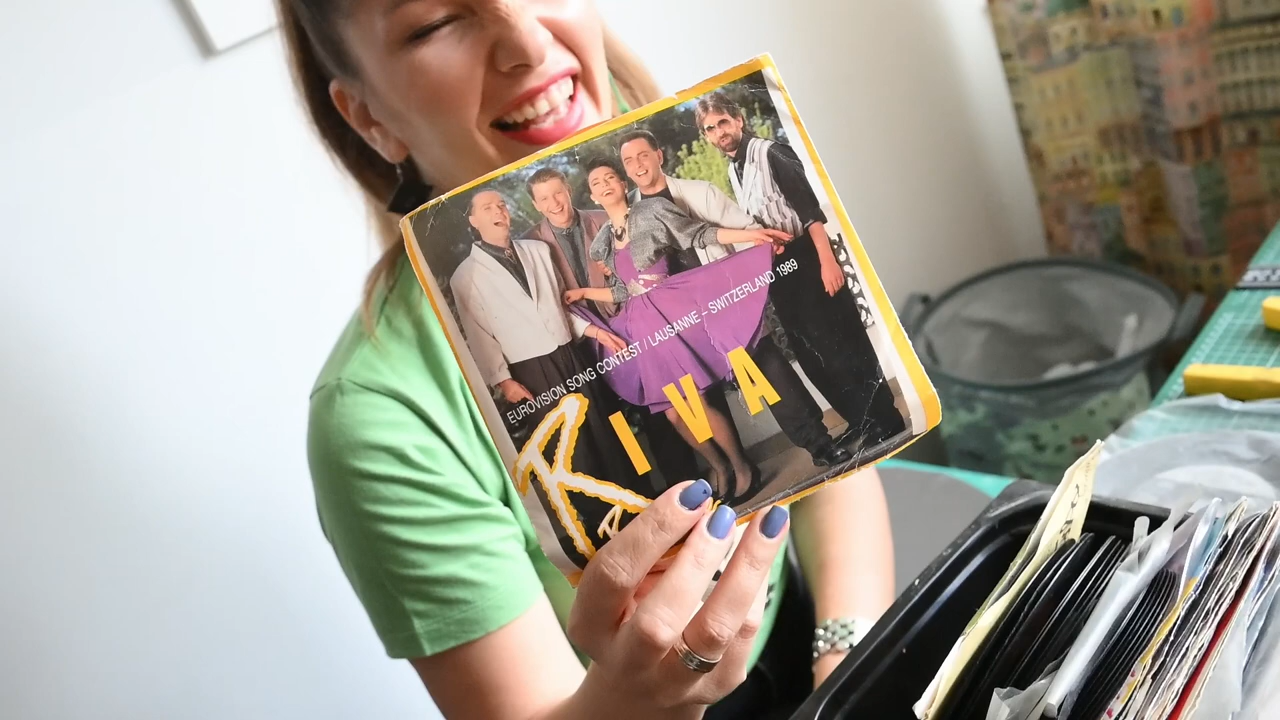 EUROVISION SONG CONTEST / LAUSANNE – SWITZERLAND 1989
RIVA